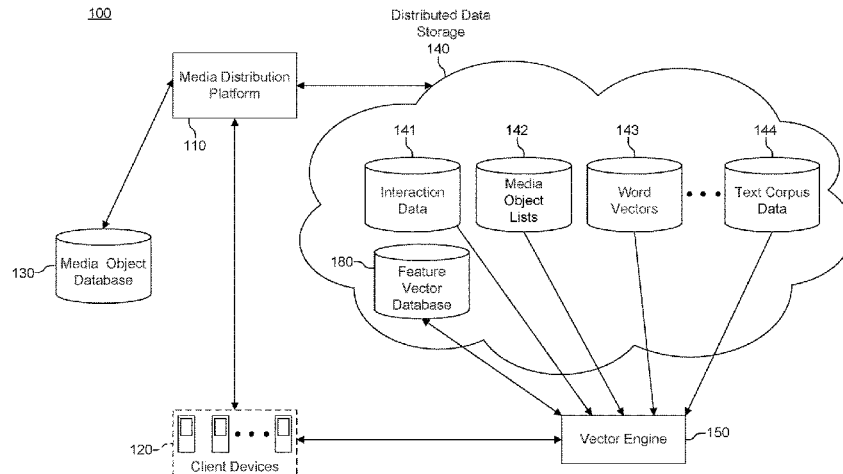 100
Distributed Data
Storage
140
Media Distribution
Platform
110
141
142
143
144
Interaction
Data
Media
Object
Lists
Word
Vectors
Text Corpus
Data
130
Media Object
Database
180
Feature
Vector
Database
120
Client Devices
Vector Engine
150